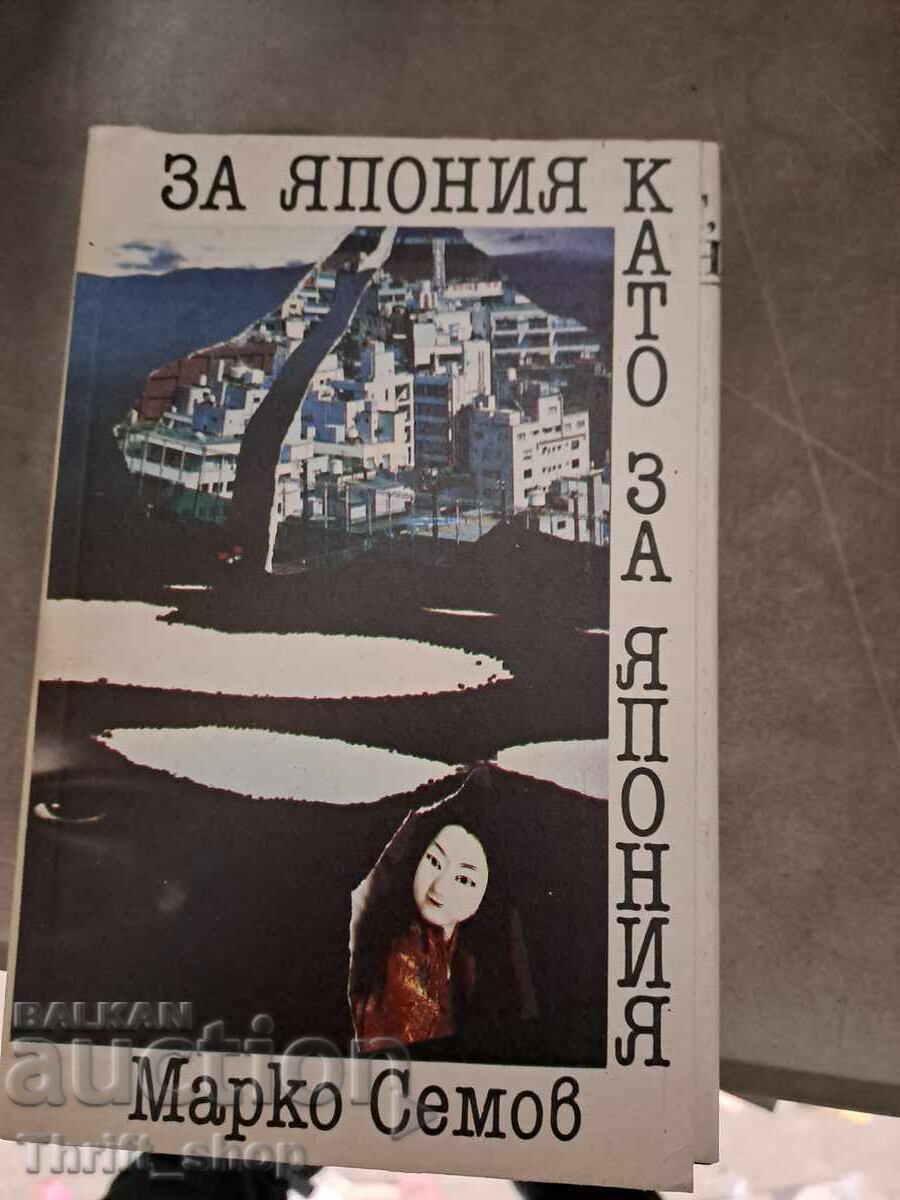 ЗА ЯПОНИЯ
КАТО ЗА ЯПОНИЯ
Марко Семов
BALKAN
auction
Thrift_shop